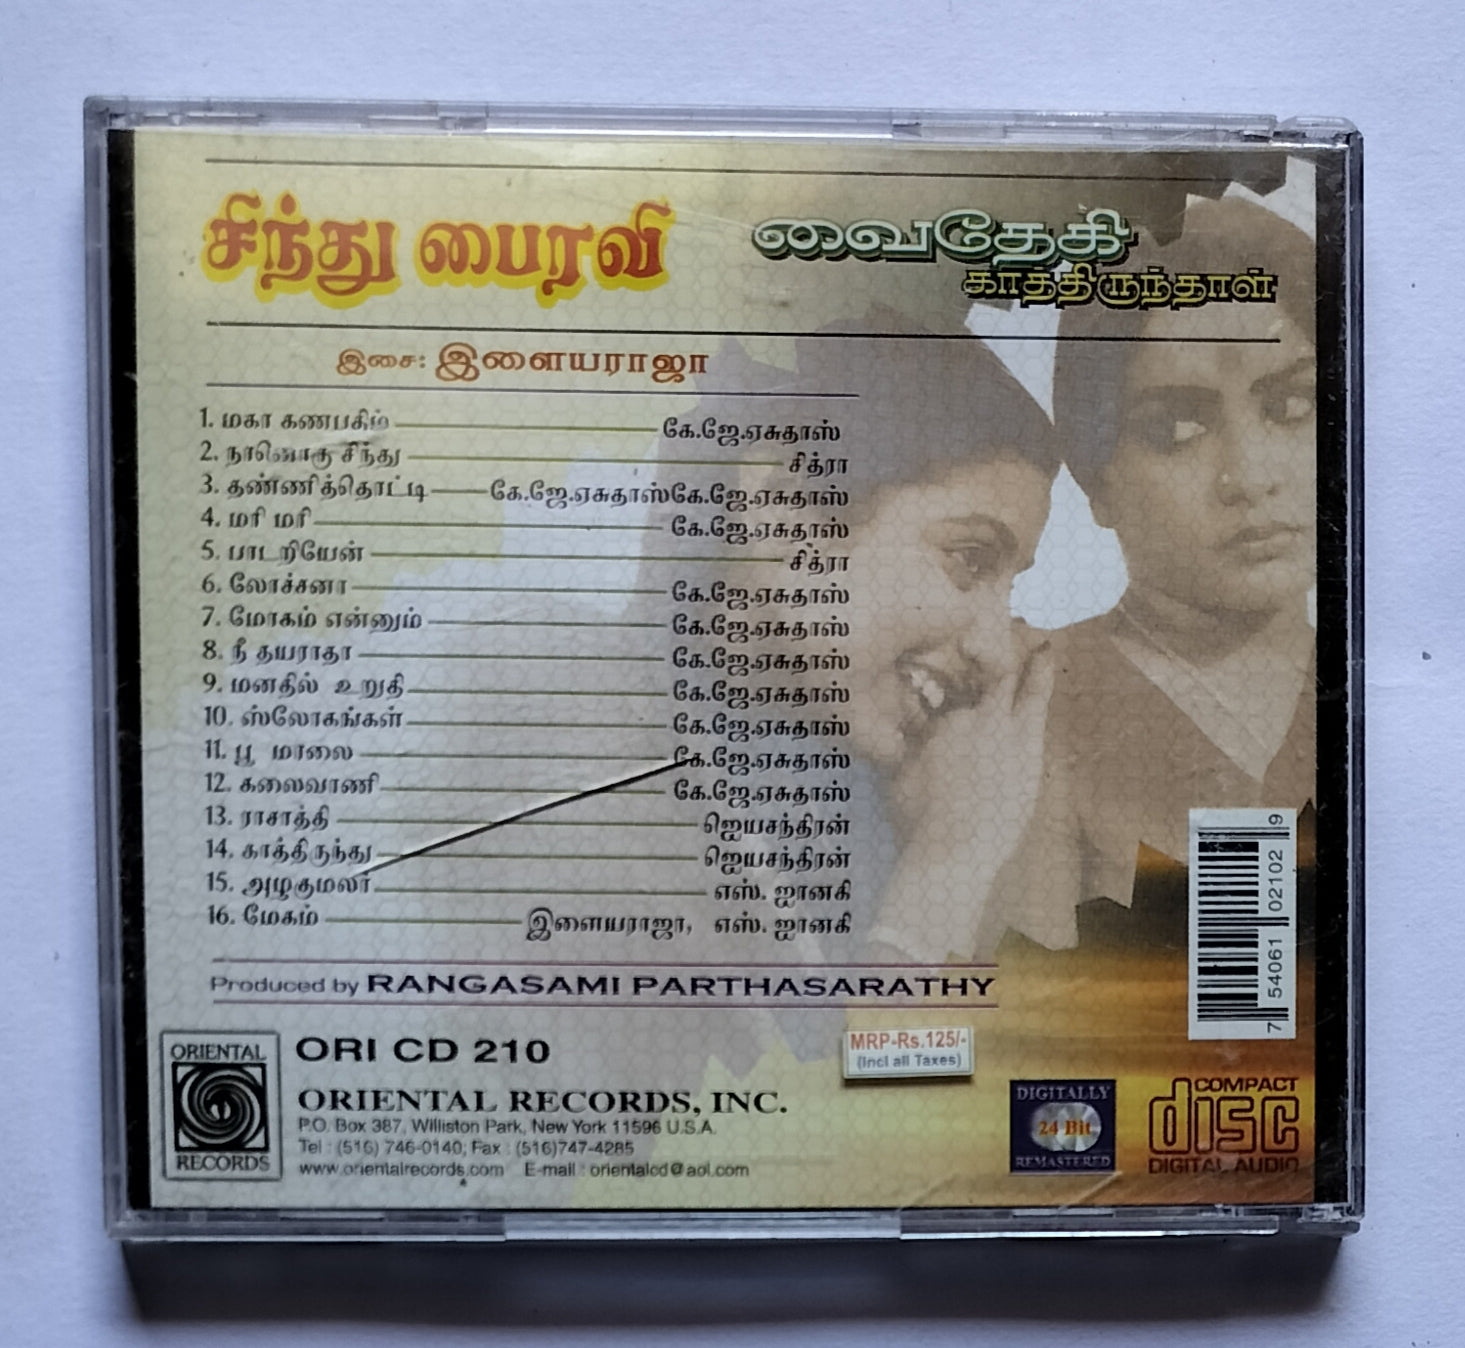 சிந்து பைரவி
வைதேகி
காத்திருந்தாள்
இசை: இளையராஜா
1. மகா கணபகிம் கே.ஜே.ஏசுதாஸ்
2. நானொரு சிந்து சித்ரா
3. தண்ணித்தொட்டி கே.ஜே.ஏசுதாஸ்கே.ஜே.ஏசுதாஸ்
4. மரி மரி கே.ஜே.ஏசுதாஸ்
5. பாடறியேன் சித்ரா
6. லோச்சனா கே.ஜே.ஏசுதாஸ்
7. மோகம் என்னும் கே.ஜே.ஏசுதாஸ்
8. நீ தயராதா கே.ஜே.ஏசுதாஸ்
9. மனதில் உறுதி கே.ஜே.ஏசுதாஸ்
10. ஸ்லோகங்கள் கே.ஜே.ஏசுதாஸ்
11. பூ மாலை கே.ஜே.ஏசுதாஸ்
12. கலைவாணி கே.ஜே.ஏசுதாஸ்
13. ராசாத்தி ஜெயசந்திரன்
14. காத்திருந்து ஜெயசந்திரன்
15. அழகுமலர் எஸ். ஜானகி
16. மேகம் இளையராஜா, எஸ். ஜானகி
Produced by RANGASAMI PARTHASARATHY
7 54061 02102 9
ORIENTAL
RECORDS
ORI CD 210
MRP-Rs.125/-
(Incl all Taxes)
ORIENTAL RECORDS, INC.
P.O. Box 387, Williston Park, New York 11596 U.S.A.
Tel : (516) 746-0140; Fax : (516)747-4285
www.orientalrecords.com E-mail : orientalcd@aol.com
DIGITALLY
24 Bit
REMASTERED
COMPACT
disc
DIGITAL AUDIO